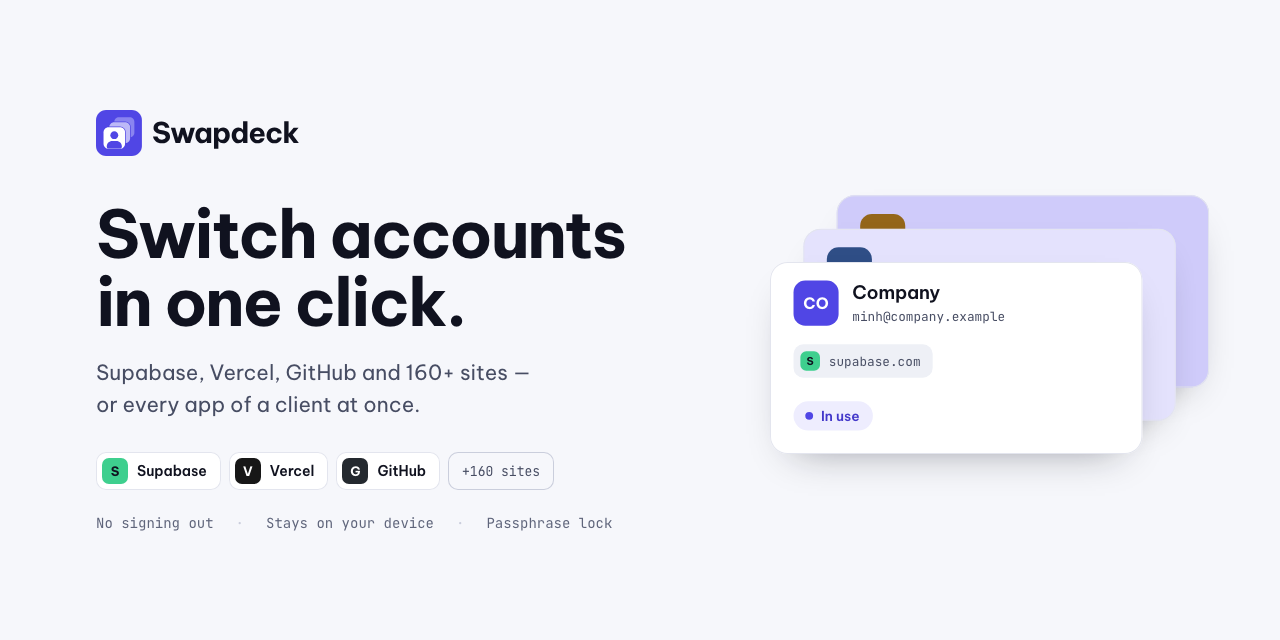 Swapdeck
Switch accounts
in one click.
Supabase, Vercel, GitHub and 160+ sites —
or every app of a client at once.
S Supabase
V Vercel
G GitHub
+160 sites
No signing out · Stays on your device · Passphrase lock
CO
Company
minh@company.example
S supabase.com
In use